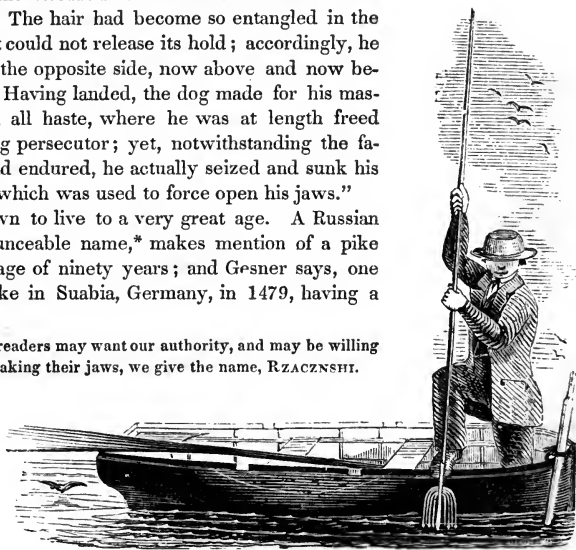 The hair had become so entangled in the
could not release its hold ; accordingly, he
the opposite side, now above and now be-
Having landed, the dog made for his mas-
all haste, where he was at length freed
g persecutor ; yet, notwithstanding the fa-
d endured, he actually seized and sunk his
which was used to force open his jaws.”
wn to live to a very great age. A Russian
unceable name,* makes mention of a pike
age of ninety years ; and Gesner says, one
ke in Suabia, Germany, in 1479, having a
readers may want our authority, and may be willing
aking their jaws, we give the name, RZACZNSHI.